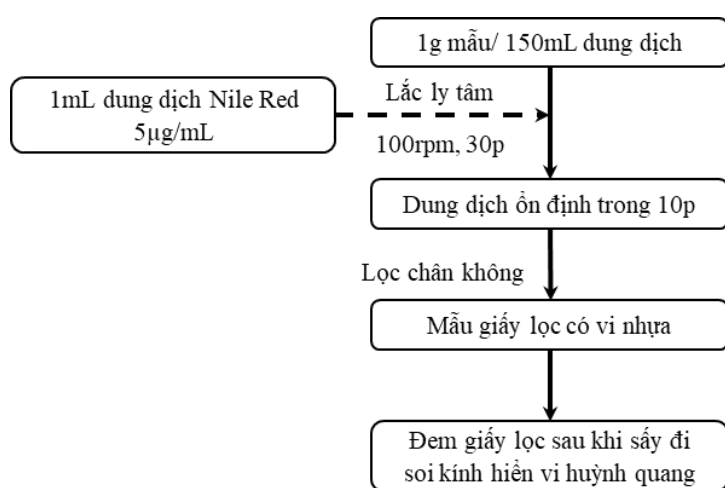 1g mẫu/ 150mL dung dịch
1mL dung dịch Nile Red
5µg/mL
Lắc ly tâm
100rpm, 30p
Dung dịch ổn định trong 10p
Lọc chân không
Mẫu giấy lọc có vi nhựa
Đem giấy lọc sau khi sấy đi
soi kính hiển vi huỳnh quang